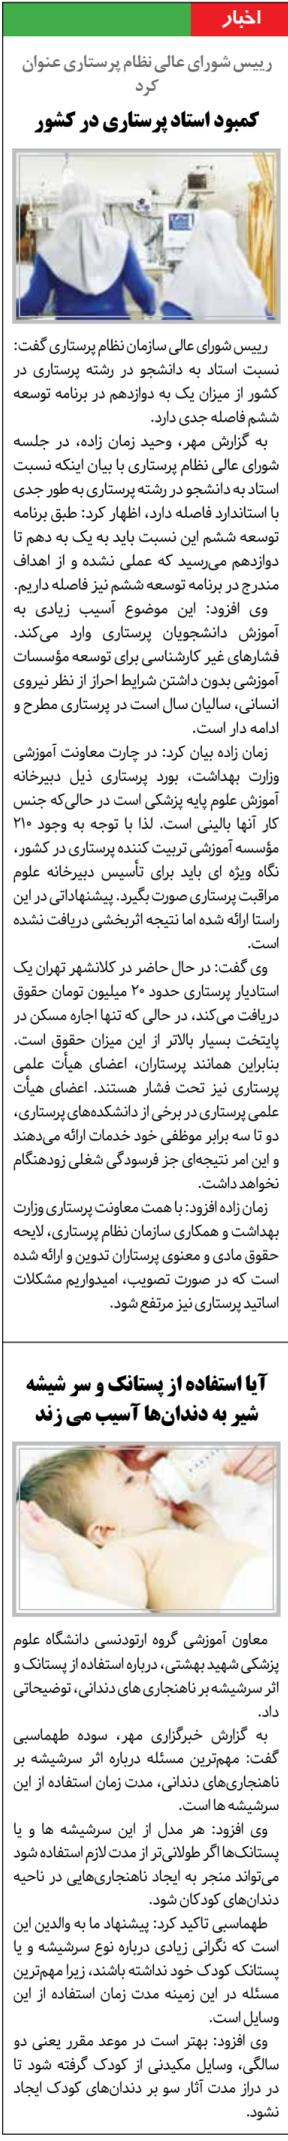 اخبار
رییس شورای عالی نظام پرستاری عنوان
کرد
کمبود استاد پرستاری در کشور
رییس شورای عالی سازمان نظام پرستاری گفت:
نسبت استاد به دانشجو در رشته پرستاری در
کشور از میزان یک به دوازدهم در برنامه توسعه
ششم فاصله جدی دارد.
به گزارش مهر، وحید زمان زاده، در جلسه
شورای عالی نظام پرستاری با بیان اینکه نسبت
استاد به دانشجو در رشته پرستاری به طور جدی
با استاندارد فاصله دارد، اظهار کرد: طبق برنامه
توسعه ششم این نسبت باید به یک به دهم تا
دوازدهم می‌رسید که عملی نشده و از اهداف
مندرج در برنامه توسعه ششم نیز فاصله داریم.
وی افزود: این موضوع آسیب زیادی به
آموزش دانشجویان پرستاری وارد می‌کند.
فشارهای غیر کارشناسی برای توسعه مؤسسات
آموزشی بدون داشتن شرایط احراز از نظر نیروی
انسانی، سالیان سال است در پرستاری مطرح و
ادامه دار است.
زمان زاده بیان کرد: در چارت معاونت آموزشی
وزارت بهداشت، بورد پرستاری ذیل دبیرخانه
آموزش علوم پایه پزشکی است در حالی‌که جنس
کار آنها بالینی است. لذا با توجه به وجود ۲۱۰
مؤسسه آموزشی تربیت کننده پرستاری در کشور،
نگاه ویژه ای باید برای تأسیس دبیرخانه علوم
مراقبت پرستاری صورت بگیرد. پیشنهاداتی در این
راستا ارائه شده اما نتیجه اثربخشی دریافت نشده
است.
وی گفت: در حال حاضر در کلانشهر تهران یک
استادیار پرستاری حدود ۲۰ میلیون تومان حقوق
دریافت می‌کند، در حالی که تنها اجاره مسکن در
پایتخت بسیار بالاتر از این میزان حقوق است.
بنابراین همانند پرستاران، اعضای هیأت علمی
پرستاری نیز تحت فشار هستند. اعضای هیأت
علمی پرستاری در برخی از دانشکده‌های پرستاری،
دو تا سه برابر موظفی خود خدمات ارائه می‌دهند
و این امر نتیجه‌ای جز فرسودگی شغلی زودهنگام
نخواهد داشت.
زمان زاده افزود: با همت معاونت پرستاری وزارت
بهداشت و همکاری سازمان نظام پرستاری، لایحه
حقوق مادی و معنوی پرستاران تدوین و ارائه شده
است که در صورت تصویب، امیدواریم مشکلات
اساتید پرستاری نیز مرتفع شود.
آیا استفاده از پستانک و سر شیشه
شیر به دندان‌ها آسیب می زند
معاون آموزشی گروه ارتودنسی دانشگاه علوم
پزشکی شهید بهشتی، درباره استفاده از پستانک و
اثر سرشیشه بر ناهنجاری های دندانی، توضیحاتی
داد.
به گزارش خبرگزاری مهر، سوده طهماسبی
گفت: مهم‌ترین مسئله درباره اثر سرشیشه بر
ناهنجاری‌های دندانی، مدت زمان استفاده از این
سرشیشه ها است.
وی افزود: هر مدل از این سرشیشه ها و یا
پستانک‌ها اگر طولانی‌تر از مدت لازم استفاده شود
می‌تواند منجر به ایجاد ناهنجاری‌هایی در ناحیه
دندان‌های کودکان شود.
طهماسبی تاکید کرد: پیشنهاد ما به والدین این
است که نگرانی زیادی درباره نوع سرشیشه و یا
پستانک کودک خود نداشته باشند، زیرا مهم‌ترین
مسئله در این زمینه مدت زمان استفاده از این
وسایل است.
وی افزود: بهتر است در موعد مقرر یعنی دو
سالگی، وسایل مکیدنی از کودک گرفته شود تا
در دراز مدت آثار سو بر دندان‌های کودک ایجاد
نشود.